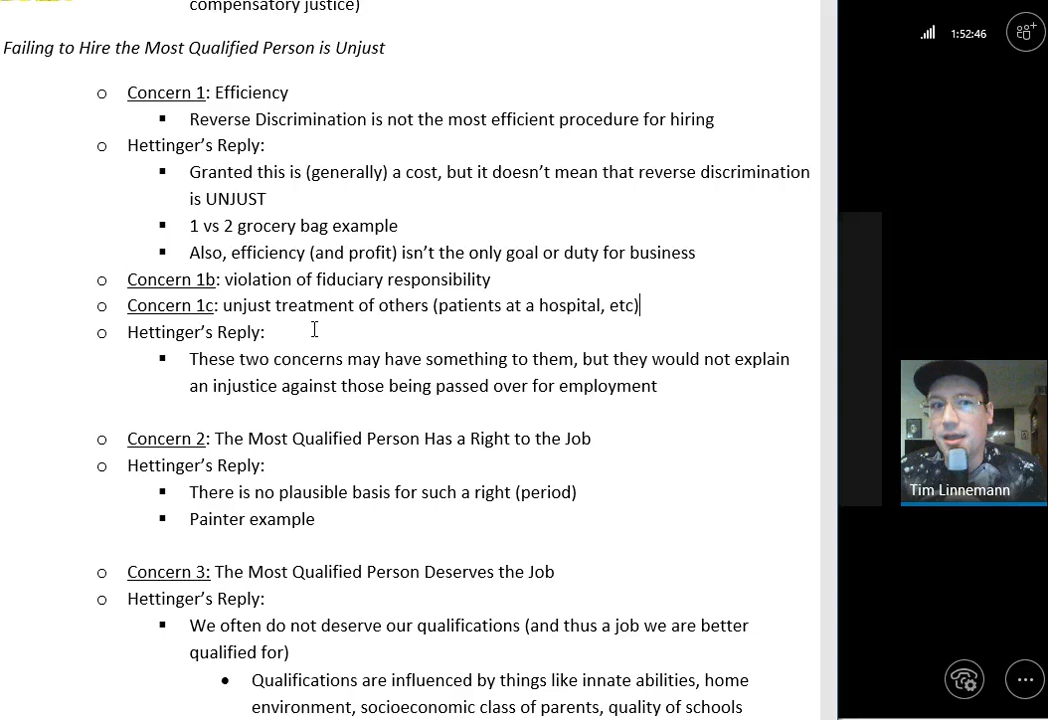 compensatory justice)
Failing to Hire the Most Qualified Person is Unjust
o Concern 1: Efficiency
▪ Reverse Discrimination is not the most efficient procedure for hiring
o Hettinger’s Reply:
▪ Granted this is (generally) a cost, but it doesn’t mean that reverse discrimination
is UNJUST
▪ 1 vs 2 grocery bag example
▪ Also, efficiency (and profit) isn’t the only goal or duty for business
o Concern 1b: violation of fiduciary responsibility
o Concern 1c: unjust treatment of others (patients at a hospital, etc)
o Hettinger’s Reply:
▪ These two concerns may have something to them, but they would not explain
an injustice against those being passed over for employment
o Concern 2: The Most Qualified Person Has a Right to the Job
o Hettinger’s Reply:
▪ There is no plausible basis for such a right (period)
▪ Painter example
o Concern 3: The Most Qualified Person Deserves the Job
o Hettinger’s Reply:
▪ We often do not deserve our qualifications (and thus a job we are better
qualified for)
• Qualifications are influenced by things like innate abilities, home
environment, socioeconomic class of parents, quality of schools
1:52:46
Tim Linnemann